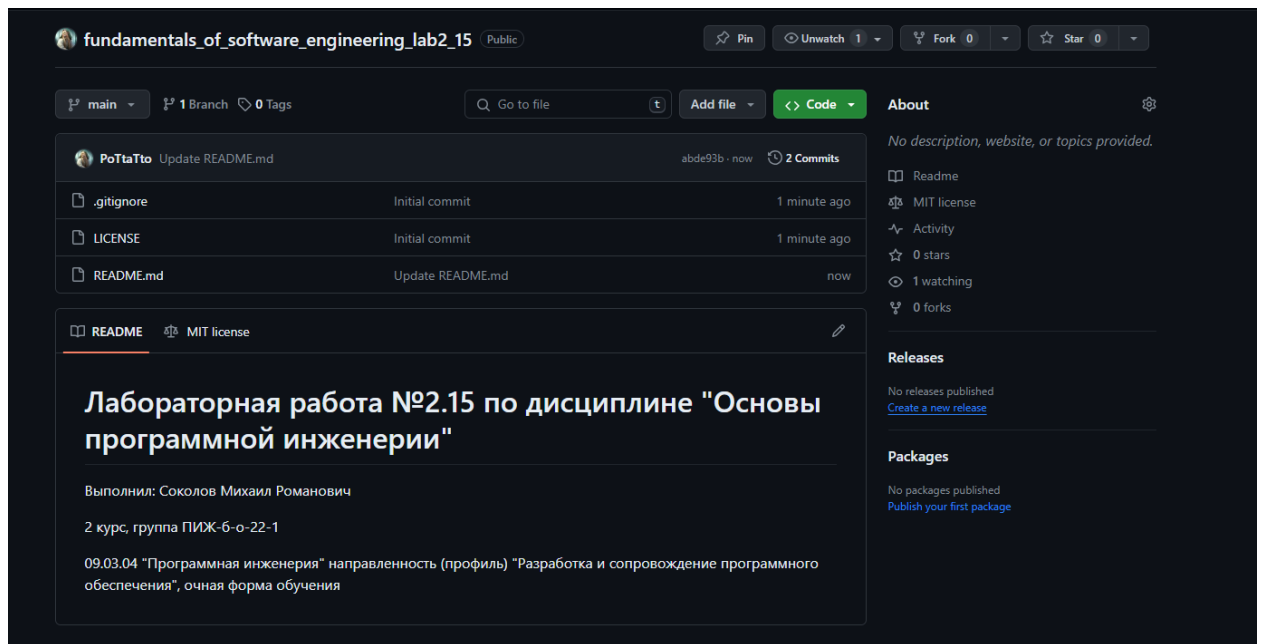 fundamentals_of_software_engineering_lab2_15 Public
Pin Unwatch 1 Fork 0 Star 0
main 1 Branch 0 Tags Go to file t Add file Code
PoTtaTto Update README.md abde93b · now 2 Commits
.gitignore Initial commit 1 minute ago
LICENSE Initial commit 1 minute ago
README.md Update README.md now
README MIT license
Лабораторная работа №2.15 по дисциплине "Основы
программной инженерии"
Выполнил: Соколов Михаил Романович
2 курс, группа ПИЖ-б-о-22-1
09.03.04 "Программная инженерия" направленность (профиль) "Разработка и сопровождение программного
обеспечения", очная форма обучения
About
No description, website, or topics provided.
Readme
MIT license
Activity
0 stars
1 watching
0 forks
Releases
No releases published
Create a new release
Packages
No packages published
Publish your first package